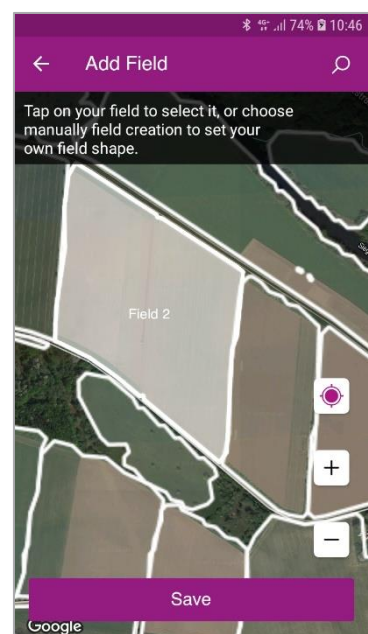 74% 10:46
Add Field
Tap on your field to select it, or choose
manually field creation to set your
own field shape.
Field 2
+
−
Save
Google